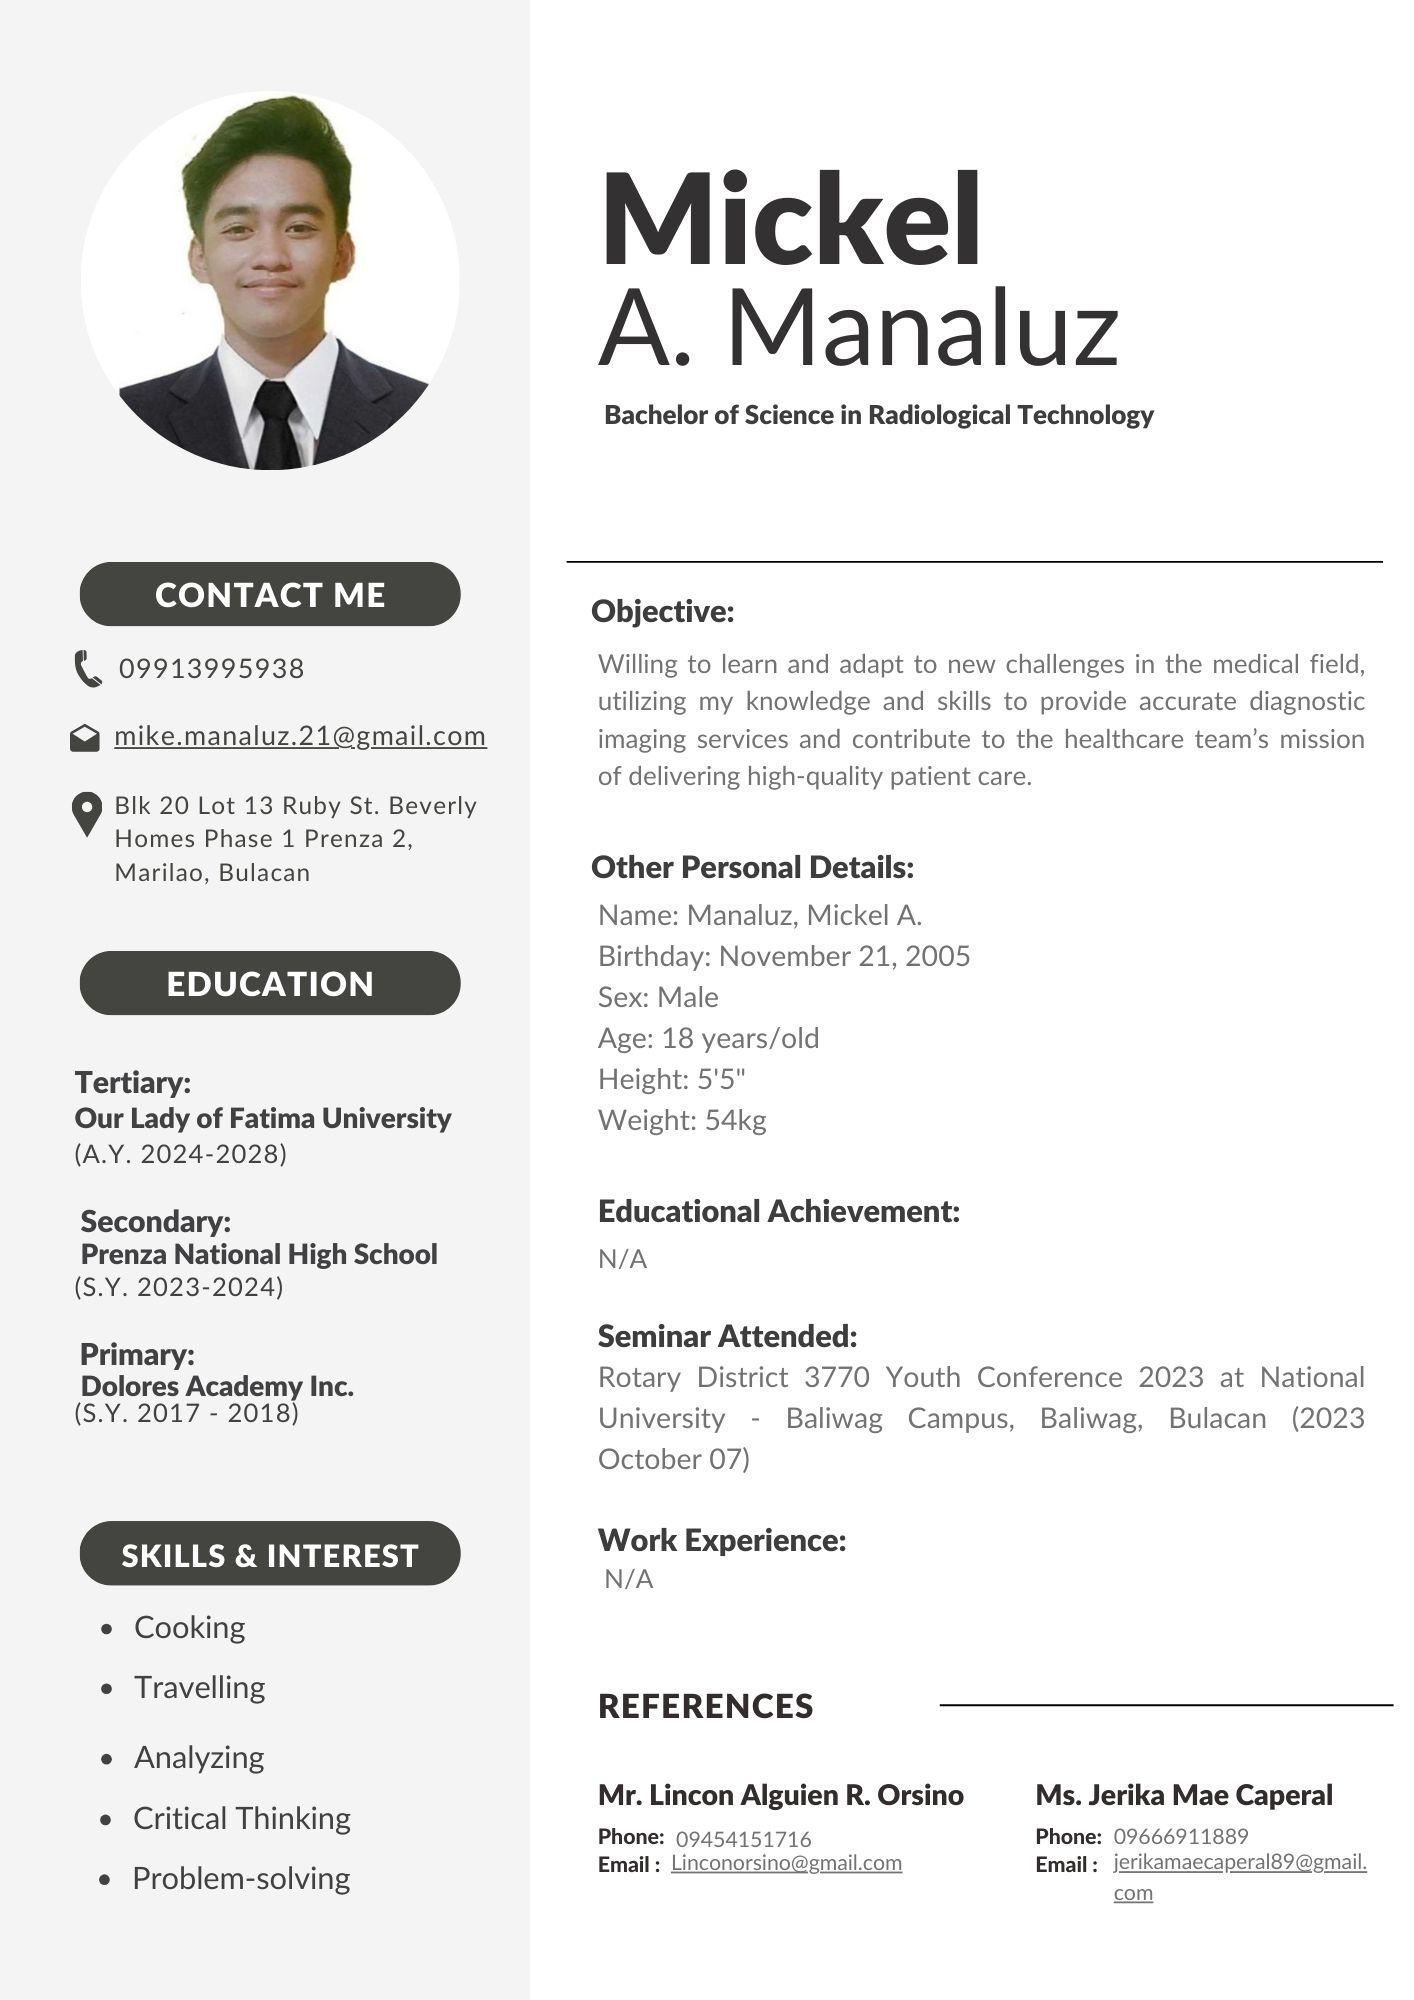 Mickel
A. Manaluz
Bachelor of Science in Radiological Technology
CONTACT ME
09913995938
mike.manaluz.21@gmail.com
Blk 20 Lot 13 Ruby St. Beverly
Homes Phase 1 Prenza 2,
Marilao, Bulacan
EDUCATION
Tertiary:
Our Lady of Fatima University
(A.Y. 2024-2028)
Secondary:
Prenza National High School
(S.Y. 2023-2024)
Primary:
Dolores Academy Inc.
(S.Y. 2017 - 2018)
SKILLS & INTEREST
• Cooking
• Travelling
• Analyzing
• Critical Thinking
• Problem-solving
Objective:
Willing to learn and adapt to new challenges in the medical field,
utilizing my knowledge and skills to provide accurate diagnostic
imaging services and contribute to the healthcare team’s mission
of delivering high-quality patient care.
Other Personal Details:
Name: Manaluz, Mickel A.
Birthday: November 21, 2005
Sex: Male
Age: 18 years/old
Height: 5'5"
Weight: 54kg
Educational Achievement:
N/A
Seminar Attended:
Rotary District 3770 Youth Conference 2023 at National
University - Baliwag Campus, Baliwag, Bulacan (2023
October 07)
Work Experience:
N/A
REFERENCES
Mr. Lincon Alguien R. Orsino
Phone: 09454151716
Email : Linconorsino@gmail.com
Ms. Jerika Mae Caperal
Phone: 09666911889
Email : jerikamaecaperal89@gmail.
com